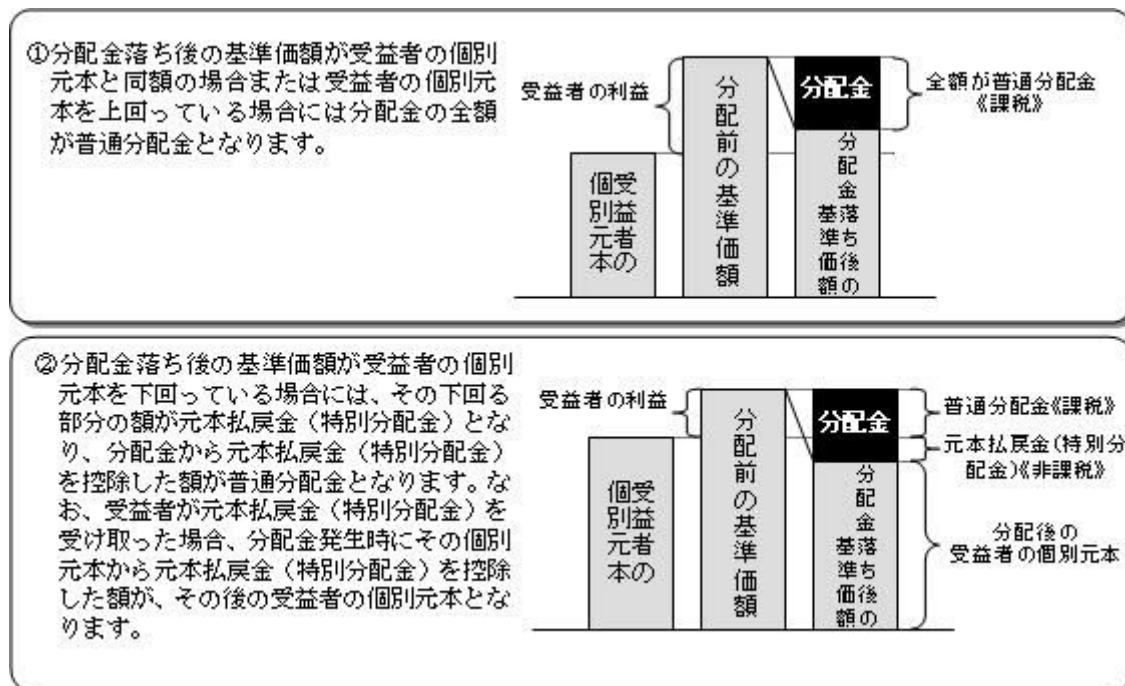 ①分配金落ち後の基準価額が受益者の個別
元本と同額の場合または受益者の個別元
本を上回っている場合には分配金の全額
が普通分配金となります。
受益者の利益
受益者の
個別元本
分配前の基準価額
分配金
分配金落ち後の
基準価額
全額が普通分配金
《課税》
②分配金落ち後の基準価額が受益者の個別
元本を下回っている場合には、その下回る
部分の額が元本払戻金（特別分配金）とな
り、分配金から元本払戻金（特別分配金）
を控除した額が普通分配金となります。な
お、受益者が元本払戻金（特別分配金）を
受け取った場合、分配金発生時にその個別
元本から元本払戻金（特別分配金）を控除
した額が、その後の受益者の個別元本とな
ります。
受益者の利益
受益者の
個別元本
分配前の基準価額
分配金
分配金落ち後の
基準価額
普通分配金《課税》
元本払戻金(特別分
配金)《非課税》
分配後の
受益者の個別元本